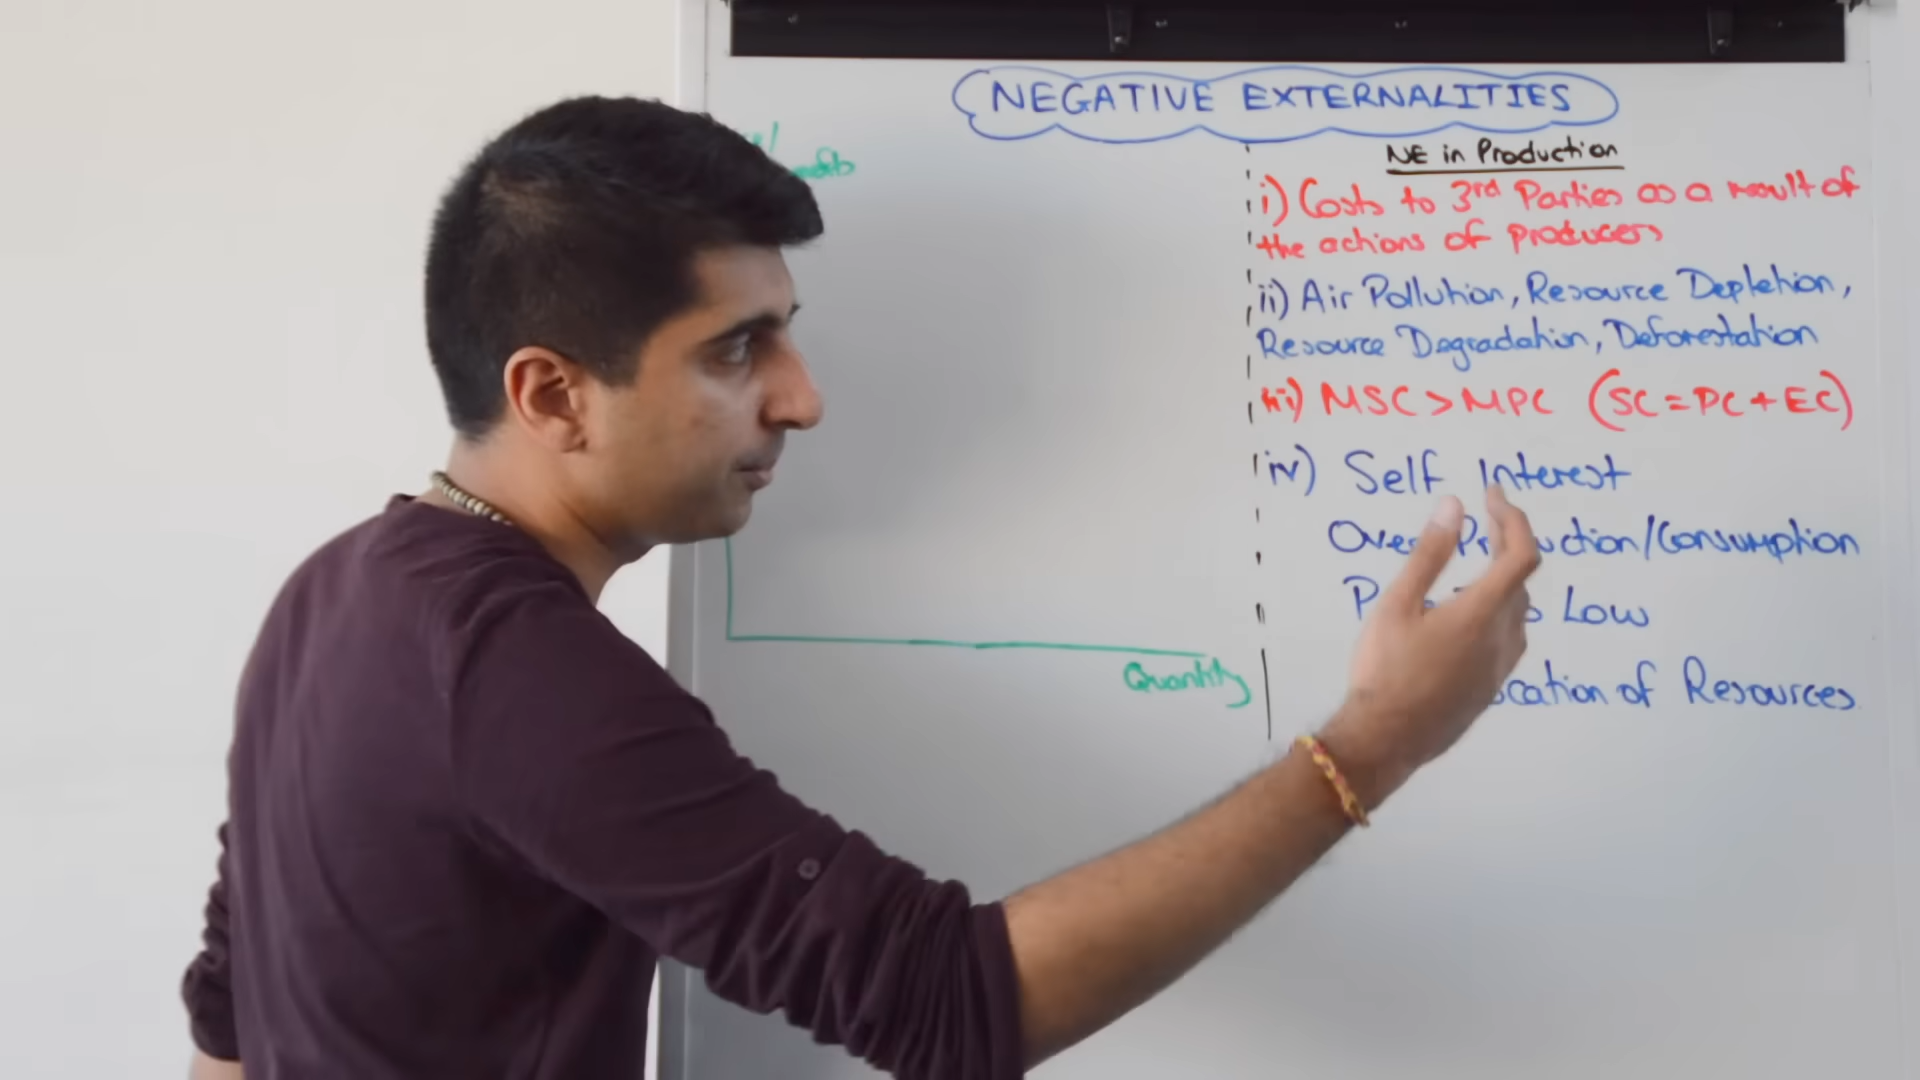 NEGATIVE EXTERNALITIES
NE in Production
i) Costs to 3rd Parties as a result of
the actions of producers
ii) Air Pollution, Resource Depletion,
Resource Degradation, Deforestation
iii) MSC > MPC (SC = PC + EC)
iv) Self Interest
Consumption
Low
of Resources
Quantity